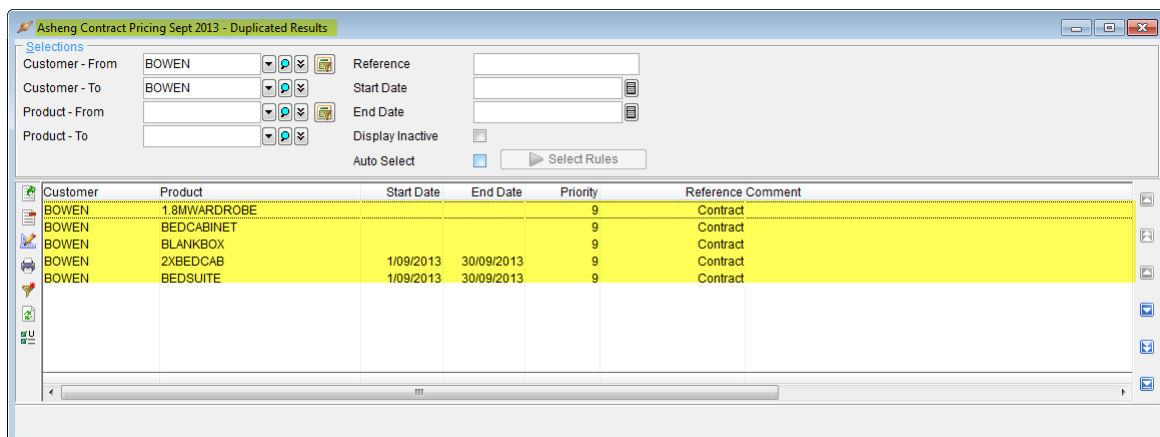 Asheng Contract Pricing Sept 2013 - Duplicated Results
Selections
Customer - From BOWEN Reference
Customer - To BOWEN Start Date
Product - From End Date
Product - To Display Inactive
Auto Select Select Rules
Customer Product Start Date End Date Priority Reference Comment
BOWEN 1.8MWARDROBE 9 Contract
BOWEN BEDCABINET 9 Contract
BOWEN BLANKBOX 9 Contract
BOWEN 2XBEDCAB 1/09/2013 30/09/2013 9 Contract
BOWEN BEDSUITE 1/09/2013 30/09/2013 9 Contract